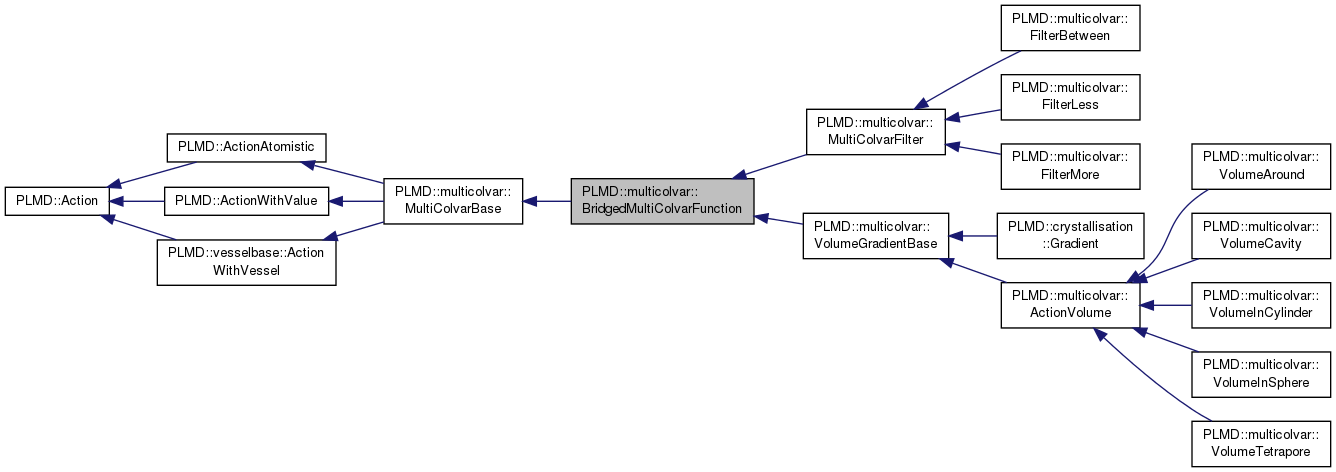 PLMD::Action
PLMD::ActionAtomistic
PLMD::ActionWithValue
PLMD::vesselbase::Action
WithVessel
PLMD::multicolvar::
MultiColvarBase
PLMD::multicolvar::
BridgedMultiColvarFunction
PLMD::multicolvar::
MultiColvarFilter
PLMD::multicolvar::
VolumeGradientBase
PLMD::multicolvar::
FilterBetween
PLMD::multicolvar::
FilterLess
PLMD::multicolvar::
FilterMore
PLMD::crystallisation
::Gradient
PLMD::multicolvar::
ActionVolume
PLMD::multicolvar::
VolumeAround
PLMD::multicolvar::
VolumeCavity
PLMD::multicolvar::
VolumeInCylinder
PLMD::multicolvar::
VolumeInSphere
PLMD::multicolvar::
VolumeTetrapore